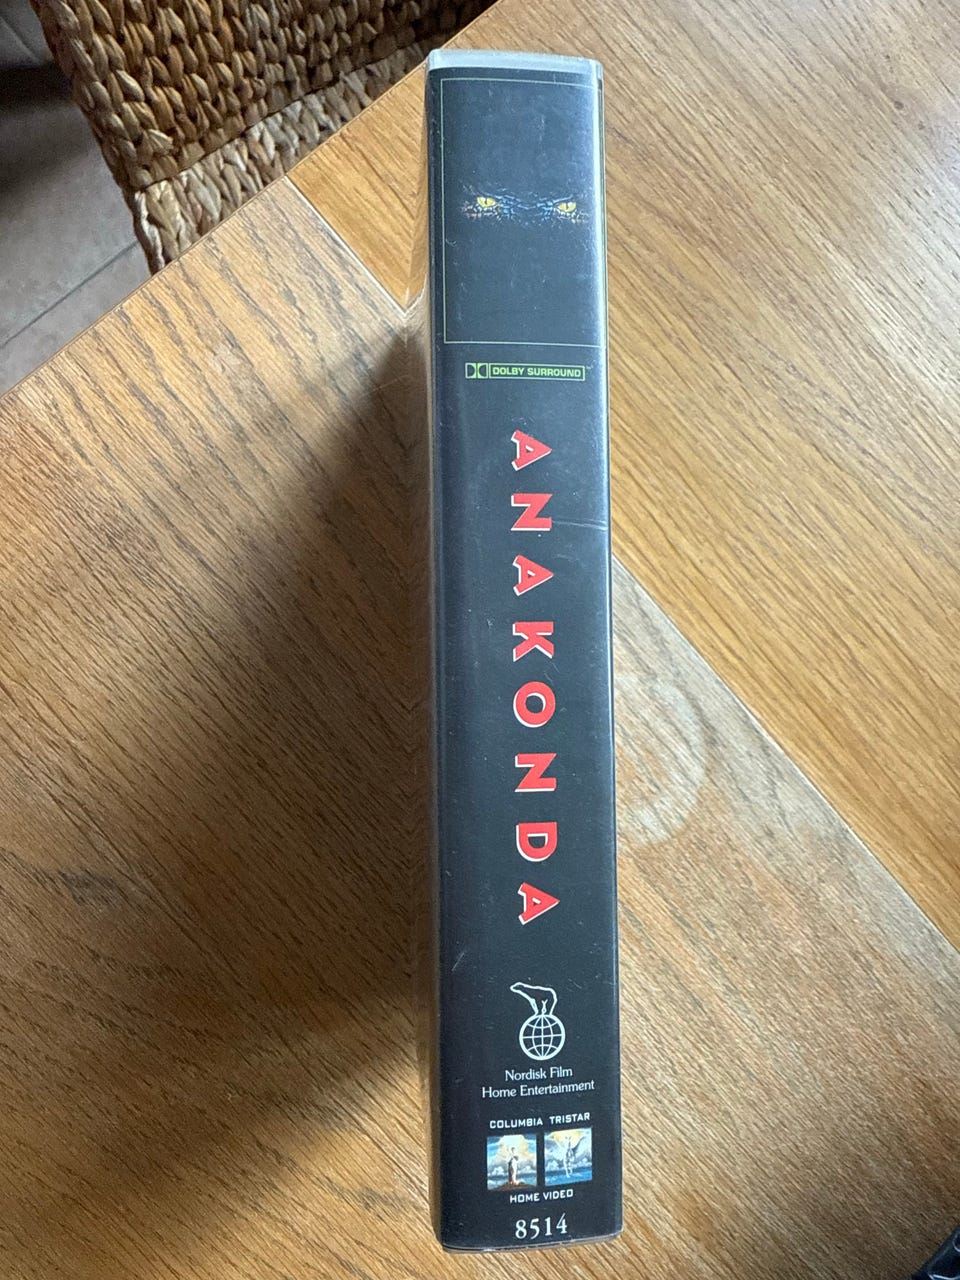 DOLBY SURROUND
ANAKONDA
Nordisk Film
Home Entertainment
COLUMBIA TRISTAR
HOME VIDEO
8514